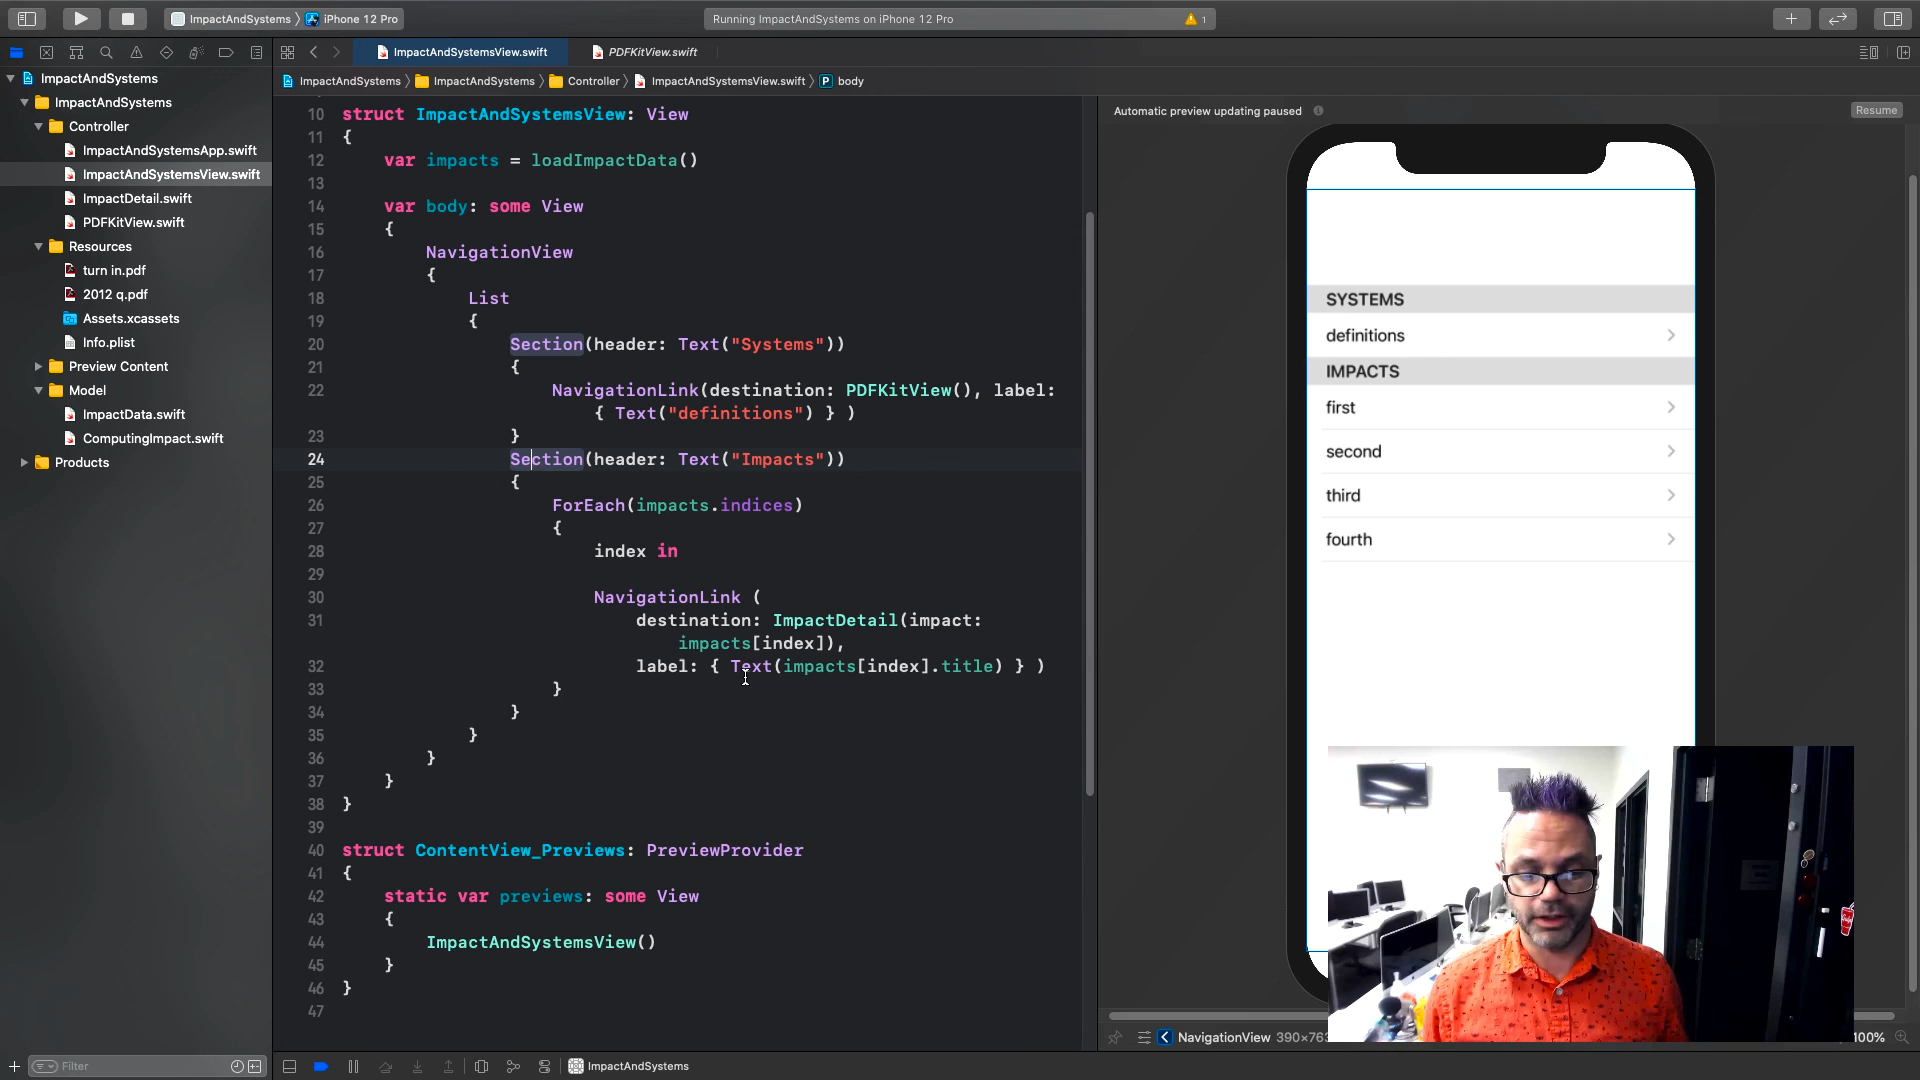 ImpactAndSystems 〉 iPhone 12 Pro
Running ImpactAndSystems on iPhone 12 Pro
1
ImpactAndSystemsView.swift
PDFKitView.swift
ImpactAndSystems 〉 ImpactAndSystems 〉 Controller 〉 ImpactAndSystemsView.swift 〉 P body
ImpactAndSystems
ImpactAndSystems
Controller
ImpactAndSystemsApp.swift
ImpactAndSystemsView.swift
ImpactDetail.swift
PDFKitView.swift
Resources
turn in.pdf
2012 q.pdf
Assets.xcassets
Info.plist
Preview Content
Model
ImpactData.swift
ComputingImpact.swift
Products
Filter
10 struct ImpactAndSystemsView: View
11 {
12 var impacts = loadImpactData()
13
14 var body: some View
15 {
16 NavigationView
17 {
18 List
19 {
20 Section(header: Text("Systems"))
21 {
22 NavigationLink(destination: PDFKitView(), label:
{ Text("definitions") } )
23 }
24 Section(header: Text("Impacts"))
25 {
26 ForEach(impacts.indices)
27 {
28 index in
29
30 NavigationLink (
31 destination: ImpactDetail(impact:
impacts[index]),
32 label: { Text(impacts[index].title) } )
33 }
34 }
35 }
36 }
37 }
38 }
39
40 struct ContentView_Previews: PreviewProvider
41 {
42 static var previews: some View
43 {
44 ImpactAndSystemsView()
45 }
46 }
47
ImpactAndSystems
Automatic preview updating paused
Resume
SYSTEMS
definitions
IMPACTS
first
second
third
fourth
NavigationView 390×763
100%